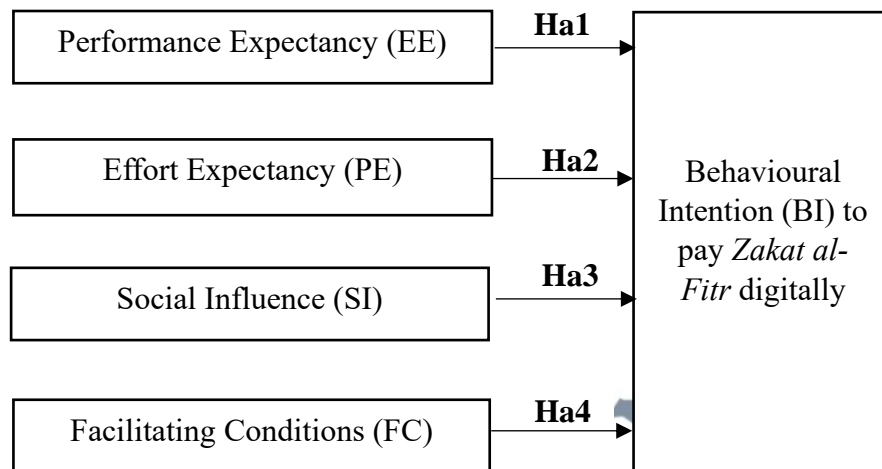 Performance Expectancy (EE)
Ha1
Effort Expectancy (PE)
Ha2
Social Influence (SI)
Ha3
Facilitating Conditions (FC)
Ha4
Behavioural
Intention (BI) to
pay Zakat al-
Fitr digitally